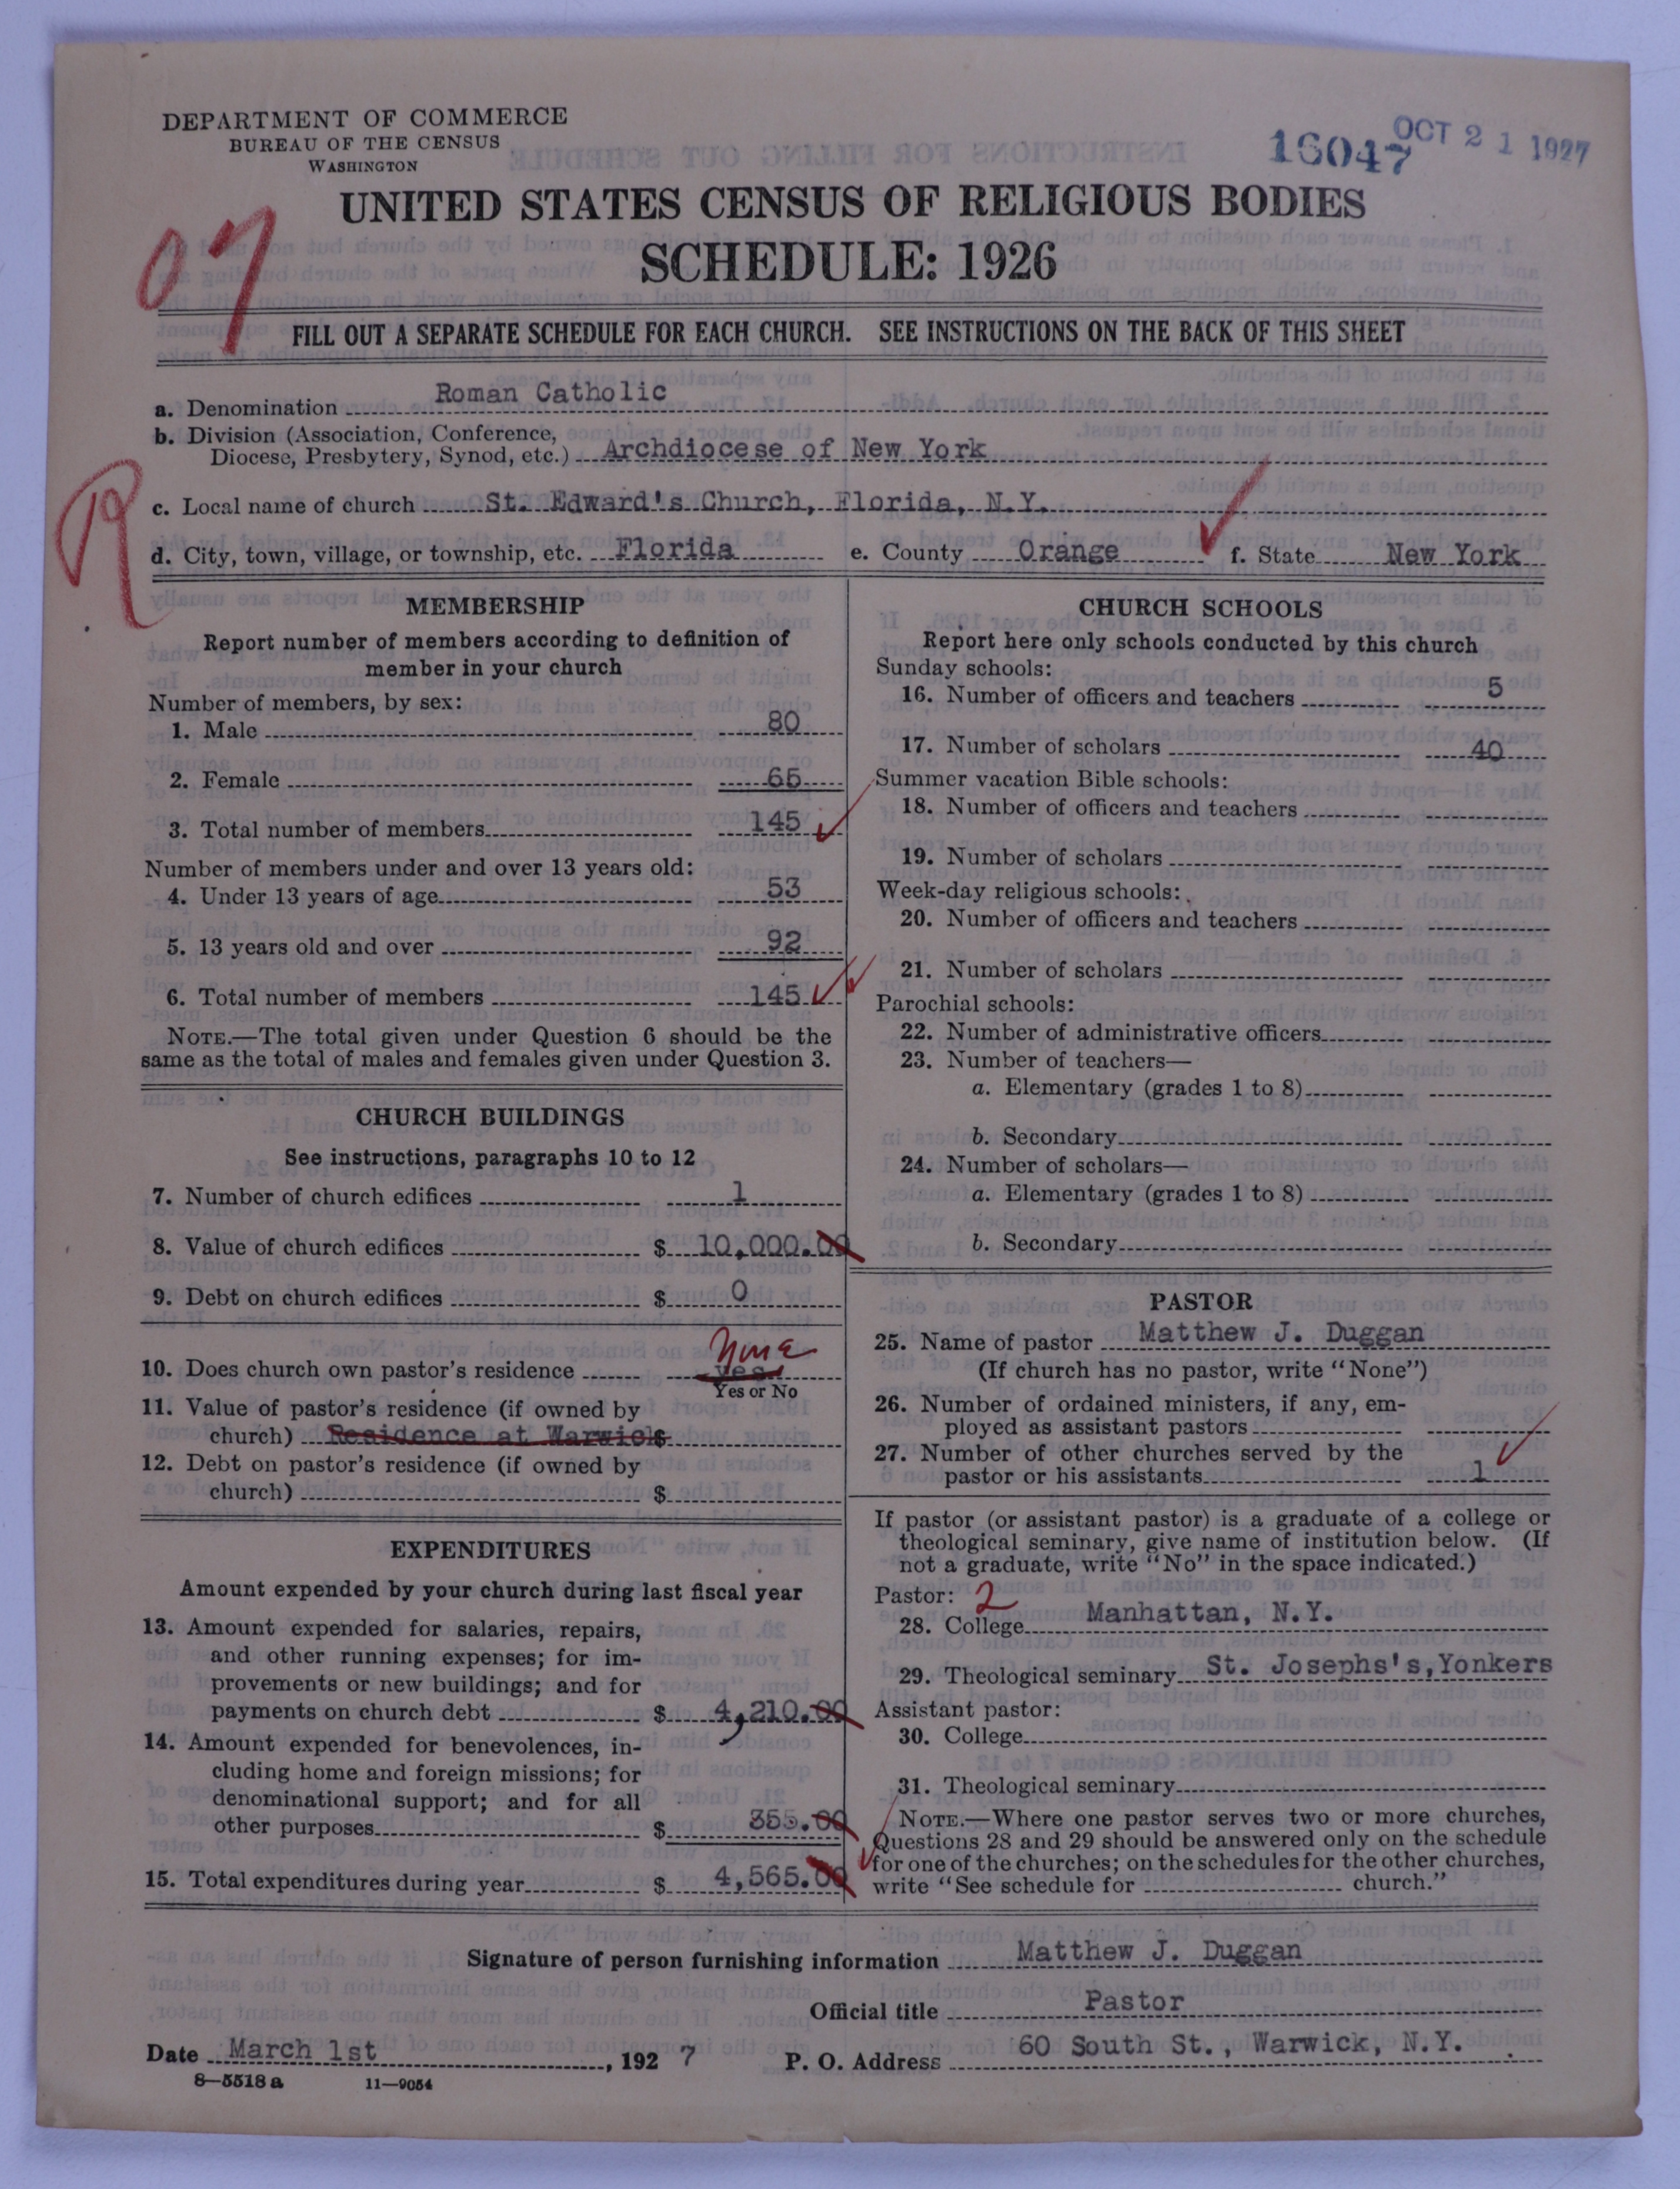 DEPARTMENT OF COMMERCE
BUREAU OF THE CENSUS
WASHINGTON
16047
OCT 21 1927
UNITED STATES CENSUS OF RELIGIOUS BODIES
SCHEDULE: 1926
07
FILL OUT A SEPARATE SCHEDULE FOR EACH CHURCH. SEE INSTRUCTIONS ON THE BACK OF THIS SHEET
a. Denomination Roman Catholic
b. Division (Association, Conference,
Diocese, Presbytery, Synod, etc.) Archdiocese of New York
R
c. Local name of church St. Edward's Church, Florida, N.Y.
d. City, town, village, or township, etc. Florida e. County Orange f. State New York
MEMBERSHIP
Report number of members according to definition of
member in your church
Number of members, by sex:
1. Male 80
2. Female 65
3. Total number of members 145
Number of members under and over 13 years old:
4. Under 13 years of age 53
5. 13 years old and over 92
6. Total number of members 145
NOTE.—The total given under Question 6 should be the
same as the total of males and females given under Question 3.
CHURCH BUILDINGS
See instructions, paragraphs 10 to 12
7. Number of church edifices 1
8. Value of church edifices $ 10,000.00
9. Debt on church edifices $ 0
none
10. Does church own pastor's residence yes
Yes or No
11. Value of pastor's residence (if owned by
church) Residence at Warwick $
12. Debt on pastor's residence (if owned by
church) $
EXPENDITURES
Amount expended by your church during last fiscal year
13. Amount expended for salaries, repairs,
and other running expenses; for im-
provements or new buildings; and for
payments on church debt $ 4,210.00
14. Amount expended for benevolences, in-
cluding home and foreign missions; for
denominational support; and for all
other purposes $ 355.00
15. Total expenditures during year $ 4,565.00
CHURCH SCHOOLS
Report here only schools conducted by this church
Sunday schools:
16. Number of officers and teachers 5
17. Number of scholars 40
Summer vacation Bible schools:
18. Number of officers and teachers
19. Number of scholars
Week-day religious schools:
20. Number of officers and teachers
21. Number of scholars
Parochial schools:
22. Number of administrative officers
23. Number of teachers—
a. Elementary (grades 1 to 8)
b. Secondary
24. Number of scholars—
a. Elementary (grades 1 to 8)
b. Secondary
PASTOR
25. Name of pastor Matthew J. Duggan
(If church has no pastor, write "None")
26. Number of ordained ministers, if any, em-
ployed as assistant pastors
27. Number of other churches served by the
pastor or his assistants 1
If pastor (or assistant pastor) is a graduate of a college or
theological seminary, give name of institution below. (If
not a graduate, write "No" in the space indicated.)
Pastor: 2
28. College Manhattan, N.Y.
29. Theological seminary St. Josephs's, Yonkers
Assistant pastor:
30. College
31. Theological seminary
NOTE.—Where one pastor serves two or more churches,
Questions 28 and 29 should be answered only on the schedule
for one of the churches; on the schedules for the other churches,
write "See schedule for church."
Signature of person furnishing information Matthew J. Duggan
Official title Pastor
Date March 1st, 1927 P. O. Address 60 South St., Warwick, N.Y.
8—5518a 11—9054